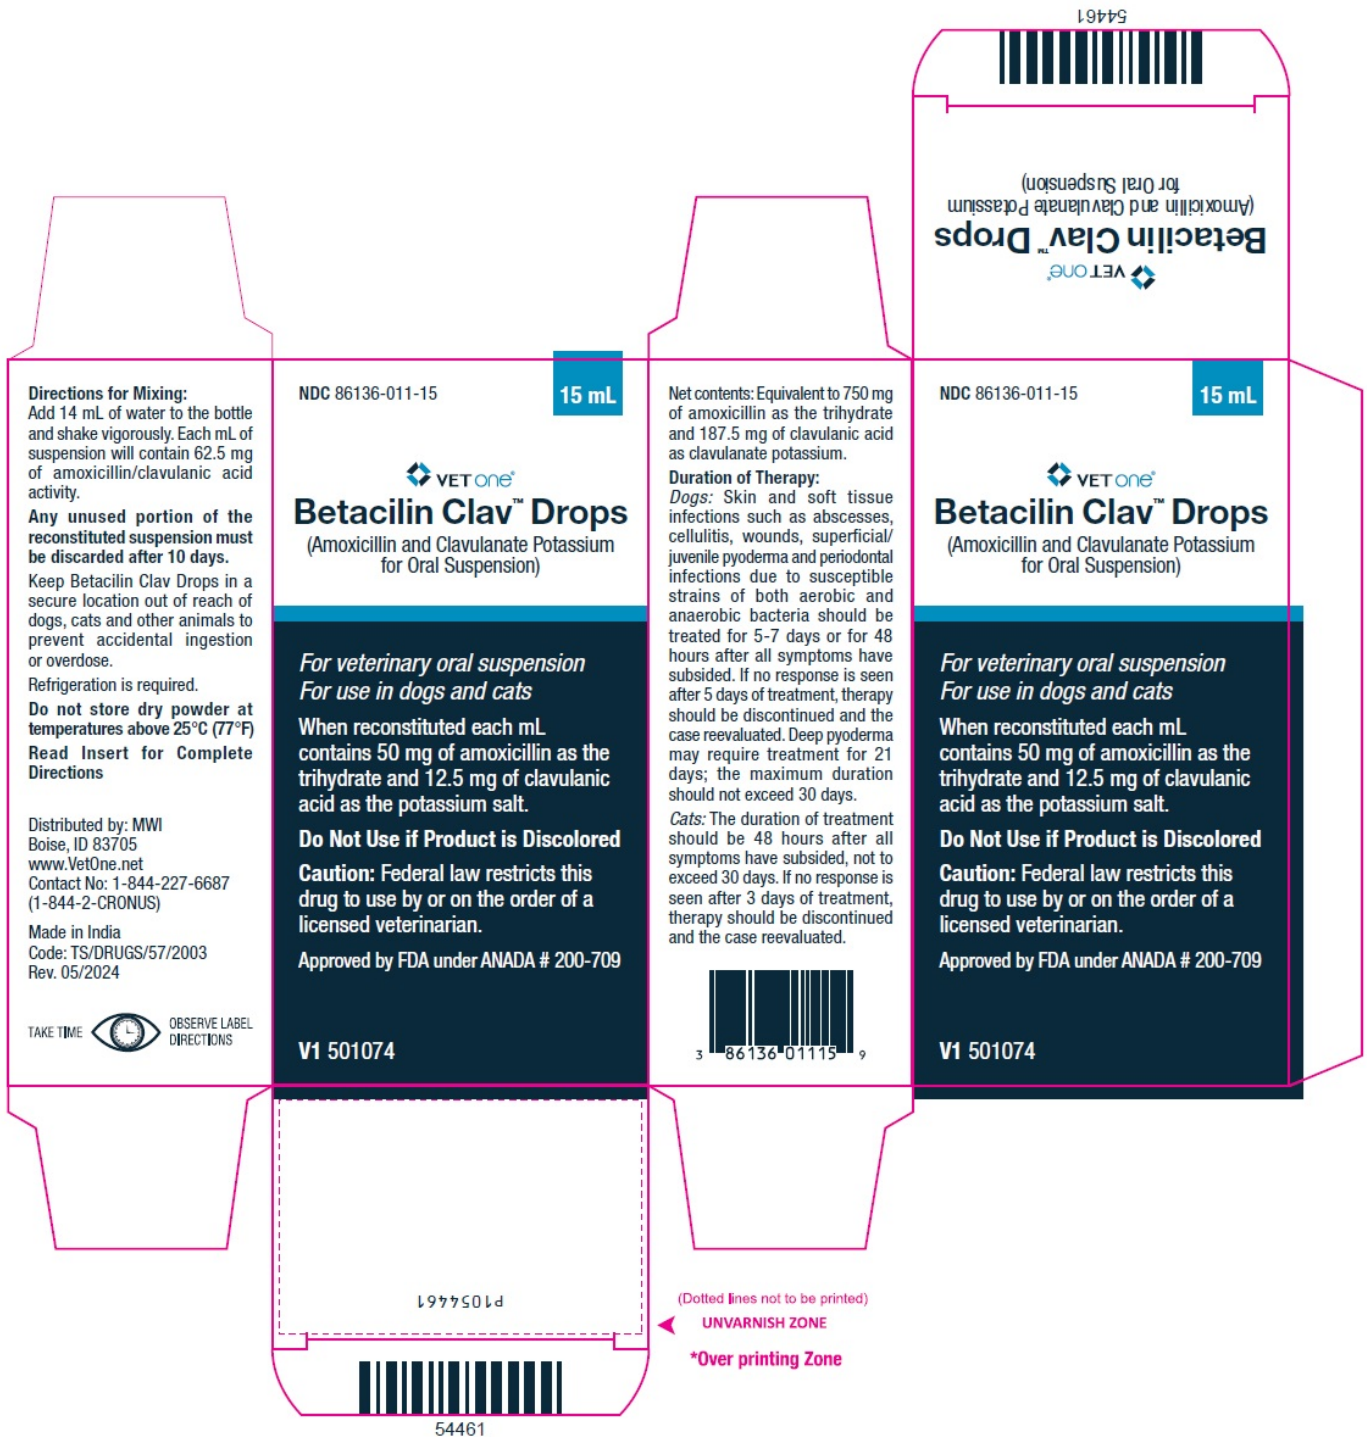 54461
Betacilin Clav™ Drops
(Amoxicillin and Clavulanate Potassium
for Oral Suspension)
VET one®
Directions for Mixing:
Add 14 mL of water to the bottle
and shake vigorously. Each mL of
suspension will contain 62.5 mg
of amoxicillin/clavulanic acid
activity.
Any unused portion of the
reconstituted suspension must
be discarded after 10 days.
Keep Betacilin Clav Drops in a
secure location out of reach of
dogs, cats and other animals to
prevent accidental ingestion
or overdose.
Refrigeration is required.
Do not store dry powder at
temperatures above 25°C (77°F)
Read Insert for Complete
Directions
Distributed by: MWI
Boise, ID 83705
www.VetOne.net
Contact No: 1-844-227-6687
(1-844-2-CRONUS)
Made in India
Code: TS/DRUGS/57/2003
Rev. 05/2024
TAKE TIME
OBSERVE LABEL
DIRECTIONS
NDC 86136-011-15
15 mL
VET one®
Betacilin Clav™ Drops
(Amoxicillin and Clavulanate Potassium
for Oral Suspension)
For veterinary oral suspension
For use in dogs and cats
When reconstituted each mL
contains 50 mg of amoxicillin as the
trihydrate and 12.5 mg of clavulanic
acid as the potassium salt.
Do Not Use if Product is Discolored
Caution: Federal law restricts this
drug to use by or on the order of a
licensed veterinarian.
Approved by FDA under ANADA # 200-709
V1 501074
Net contents: Equivalent to 750 mg
of amoxicillin as the trihydrate
and 187.5 mg of clavulanic acid
as clavulanate potassium.
Duration of Therapy:
Dogs: Skin and soft tissue
infections such as abscesses,
cellulitis, wounds, superficial/
juvenile pyoderma and periodontal
infections due to susceptible
strains of both aerobic and
anaerobic bacteria should be
treated for 5-7 days or for 48
hours after all symptoms have
subsided. If no response is seen
after 5 days of treatment, therapy
should be discontinued and the
case reevaluated. Deep pyoderma
may require treatment for 21
days; the maximum duration
should not exceed 30 days.
Cats: The duration of treatment
should be 48 hours after all
symptoms have subsided, not to
exceed 30 days. If no response is
seen after 3 days of treatment,
therapy should be discontinued
and the case reevaluated.
3 86136 01115 9
NDC 86136-011-15
15 mL
VET one®
Betacilin Clav™ Drops
(Amoxicillin and Clavulanate Potassium
for Oral Suspension)
For veterinary oral suspension
For use in dogs and cats
When reconstituted each mL
contains 50 mg of amoxicillin as the
trihydrate and 12.5 mg of clavulanic
acid as the potassium salt.
Do Not Use if Product is Discolored
Caution: Federal law restricts this
drug to use by or on the order of a
licensed veterinarian.
Approved by FDA under ANADA # 200-709
V1 501074
P1054461
(Dotted lines not to be printed)
UNVARNISH ZONE
*Over printing Zone
54461